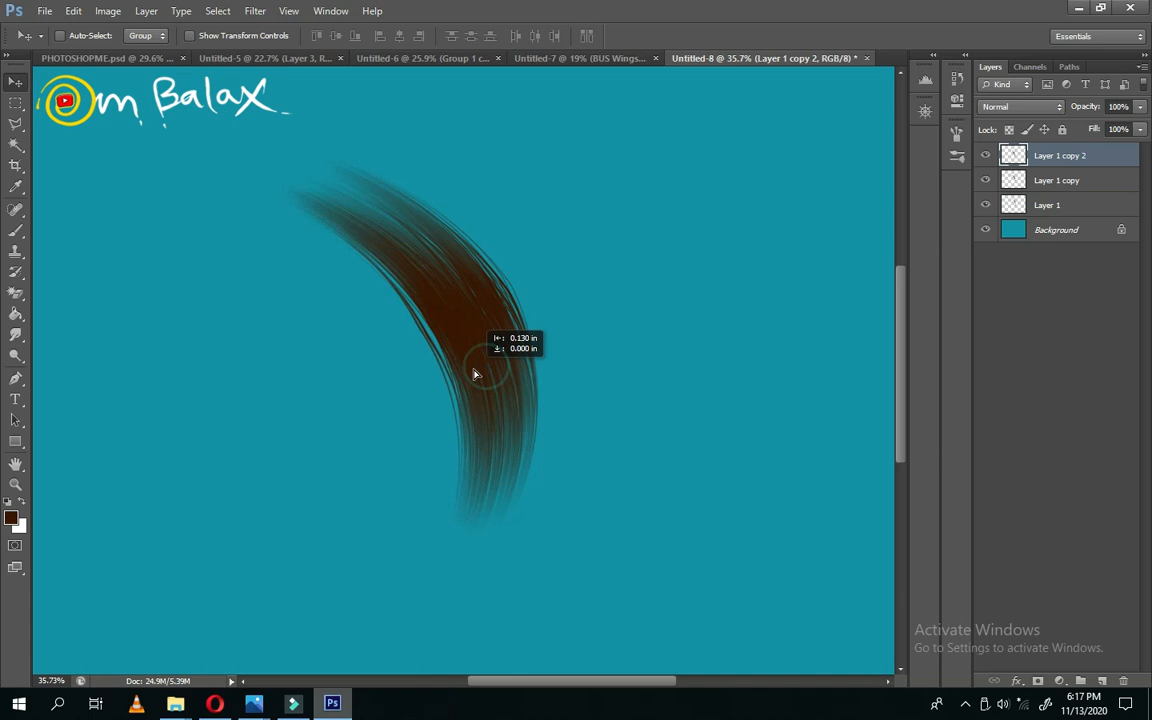 Ps File Edit Image Layer Type Select Filter View Window Help
Auto-Select: Group Show Transform Controls Essentials
PHOTOSHOPME.psd @ 29.6% ... × Untitled-5 @ 22.7% (Layer 3, R... × Untitled-6 @ 25.9% (Group 1 c... × Untitled-7 @ 19% (BUS Wings... × Untitled-8 @ 35.7% (Layer 1 copy 2, RGB/8) * ×
Layers Channels Paths
m Balax
Kind
Normal Opacity: 100%
Lock: Fill: 100%
Layer 1 copy 2
Layer 1 copy
Layer 1
Background
0.130 in
0.000 in
T
Activate Windows
Go to Settings to activate Windows.
35.73% Doc: 24.9M/5.39M
fx
Ps
6:17 PM
11/13/2020